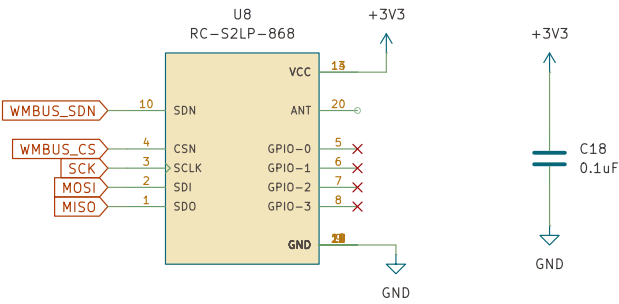 U8
RC-S2LP-868
+3V3
+3V3
VCC
WMBUS_SDN 10 SDN
ANT 20
WMBUS_CS 4 CSN
GPIO-0 5
SCK 3 SCLK
GPIO-1 6
MOSI 2 SDI
GPIO-2 7
MISO 1 SDO
GPIO-3 8
C18
0.1uF
GND
GND
GND